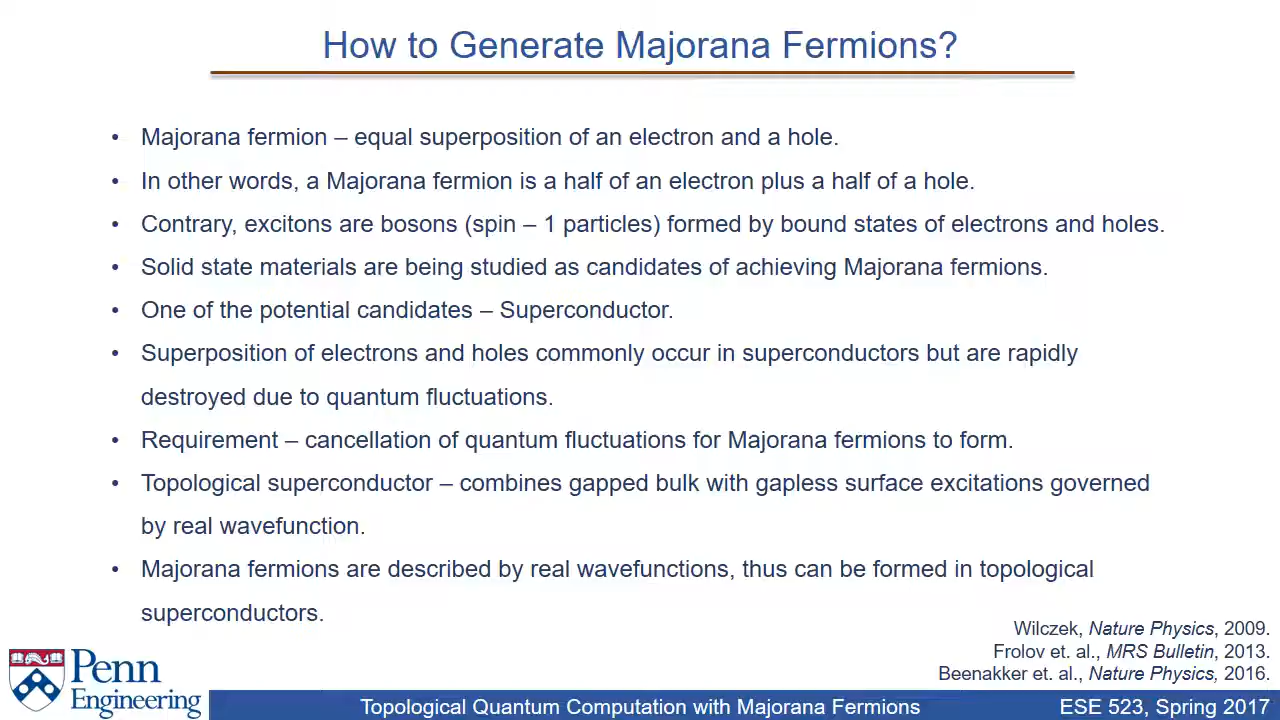 How to Generate Majorana Fermions?
• Majorana fermion – equal superposition of an electron and a hole.
• In other words, a Majorana fermion is a half of an electron plus a half of a hole.
• Contrary, excitons are bosons (spin – 1 particles) formed by bound states of electrons and holes.
• Solid state materials are being studied as candidates of achieving Majorana fermions.
• One of the potential candidates – Superconductor.
• Superposition of electrons and holes commonly occur in superconductors but are rapidly
destroyed due to quantum fluctuations.
• Requirement – cancellation of quantum fluctuations for Majorana fermions to form.
• Topological superconductor – combines gapped bulk with gapless surface excitations governed
by real wavefunction.
• Majorana fermions are described by real wavefunctions, thus can be formed in topological
superconductors.
Wilczek, Nature Physics, 2009.
Frolov et. al., MRS Bulletin, 2013.
Beenakker et. al., Nature Physics, 2016.
Penn
Engineering
Topological Quantum Computation with Majorana Fermions
ESE 523, Spring 2017